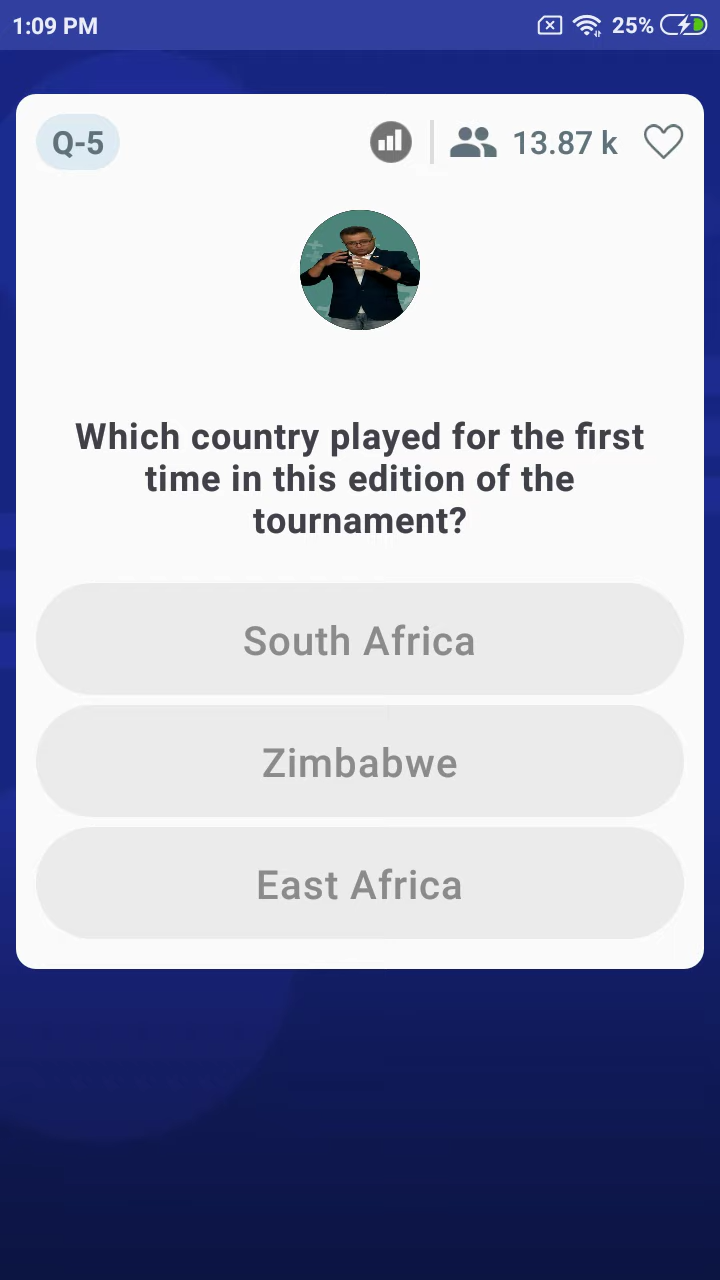 1:09 PM 25%
Q-5 13.87 k
Which country played for the first
time in this edition of the
tournament?
South Africa
Zimbabwe
East Africa